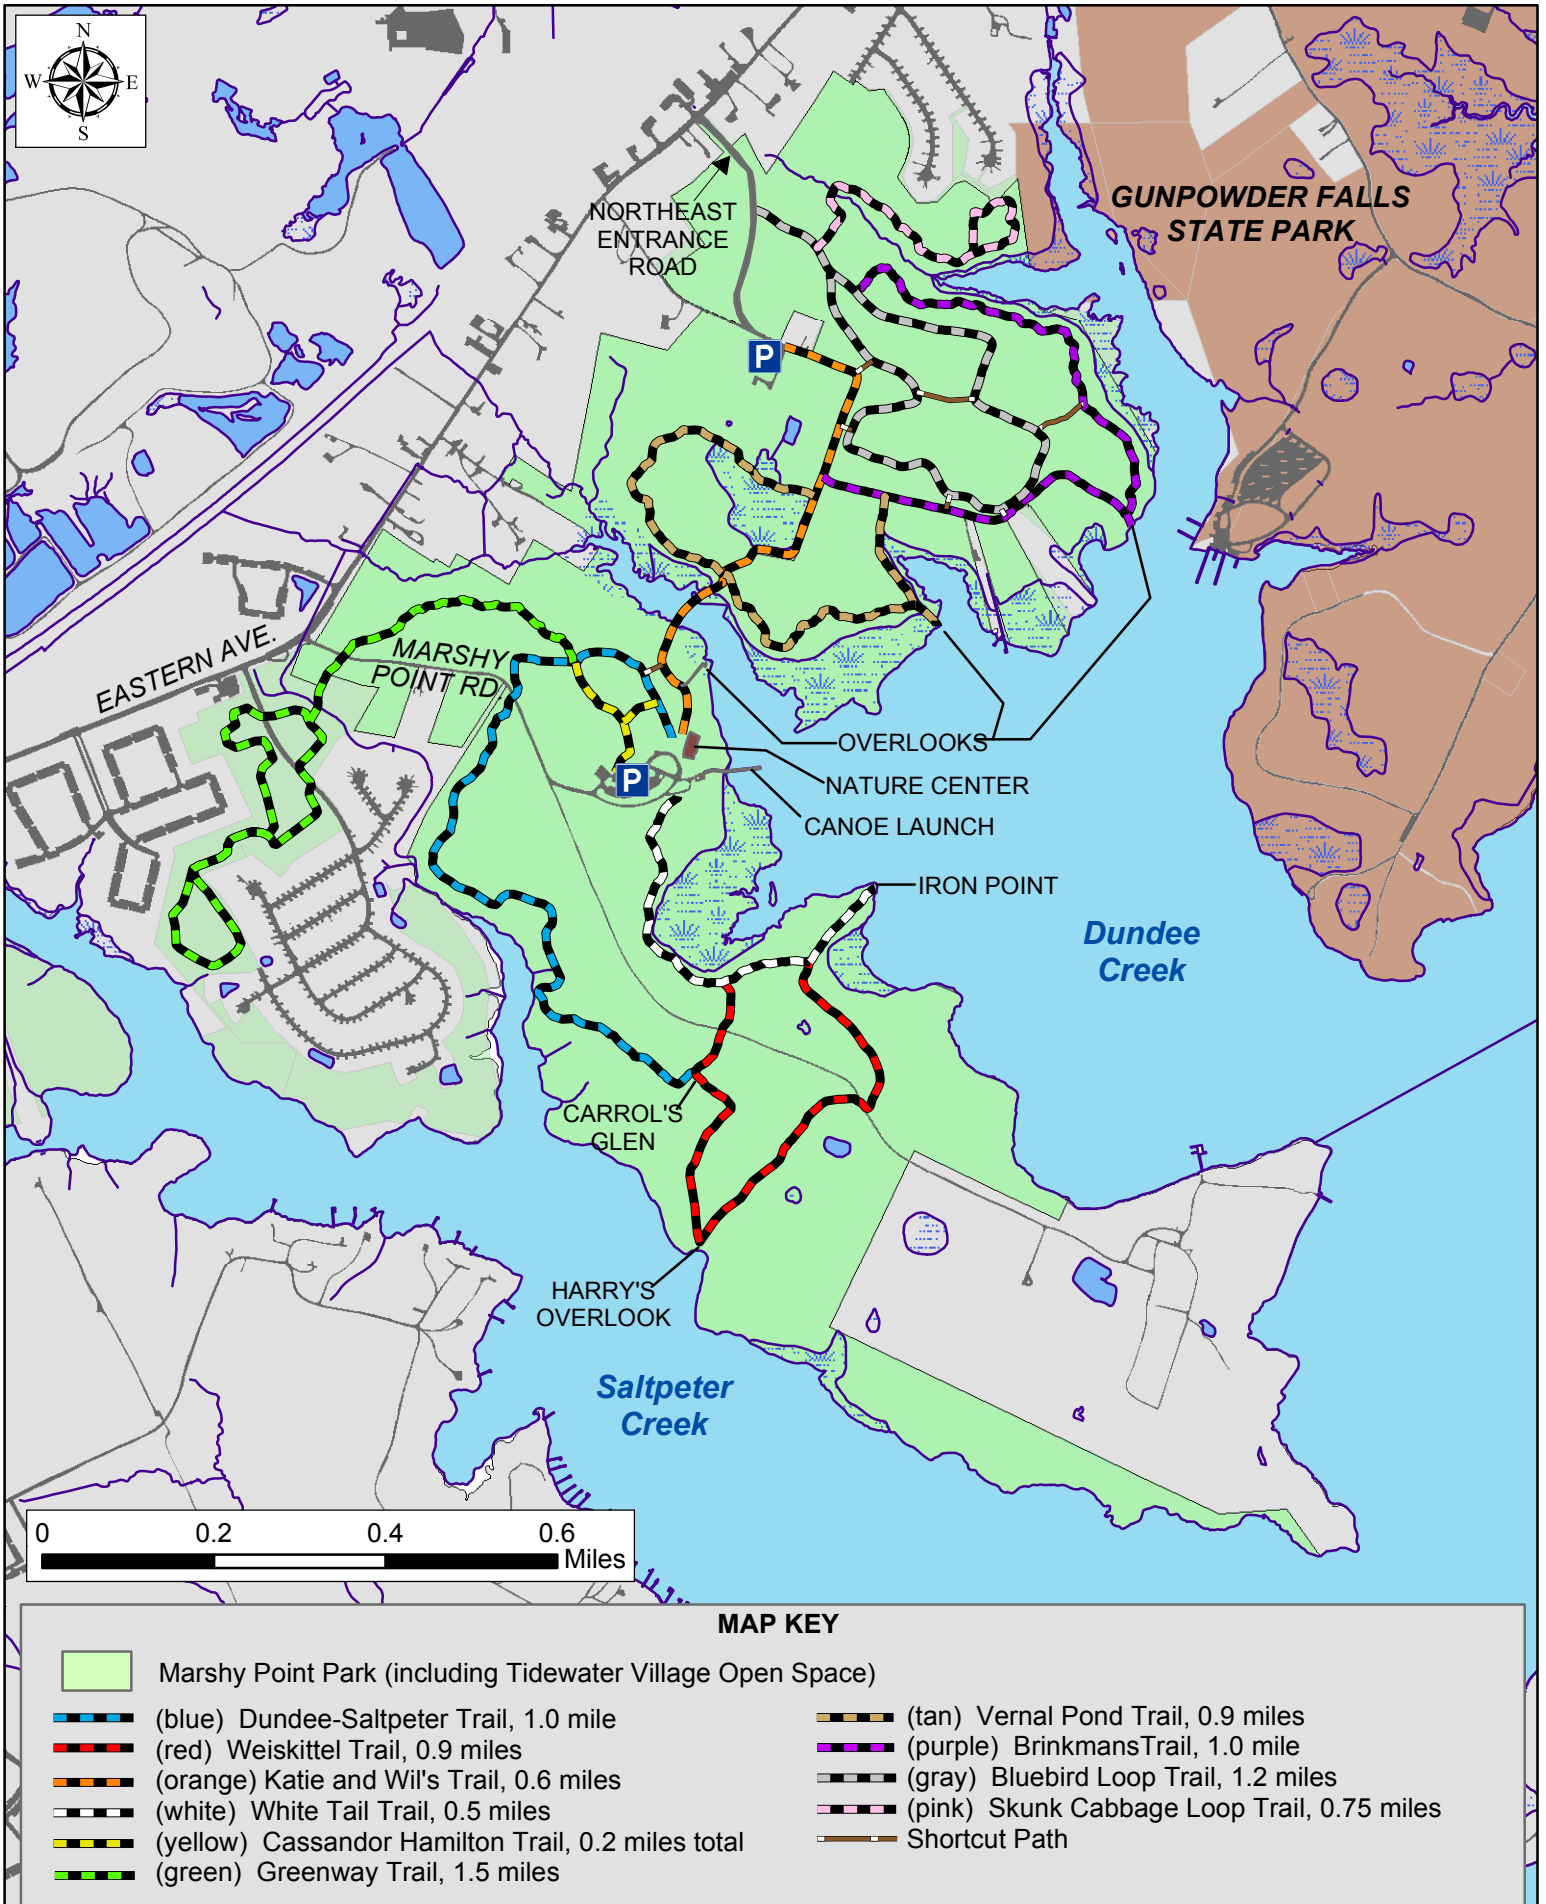 N
W E
S
NORTHEAST
ENTRANCE
ROAD
GUNPOWDER FALLS
STATE PARK
P
EASTERN AVE.
MARSHY
POINT RD.
OVERLOOKS
NATURE CENTER
P
CANOE LAUNCH
IRON POINT
Dundee
Creek
CARROL'S
GLEN
HARRY'S
OVERLOOK
Saltpeter
Creek
0 0.2 0.4 0.6
Miles
MAP KEY
Marshy Point Park (including Tidewater Village Open Space)
(blue) Dundee-Saltpeter Trail, 1.0 mile
(red) Weiskittel Trail, 0.9 miles
(orange) Katie and Wil's Trail, 0.6 miles
(white) White Tail Trail, 0.5 miles
(yellow) Cassandor Hamilton Trail, 0.2 miles total
(green) Greenway Trail, 1.5 miles
(tan) Vernal Pond Trail, 0.9 miles
(purple) BrinkmansTrail, 1.0 mile
(gray) Bluebird Loop Trail, 1.2 miles
(pink) Skunk Cabbage Loop Trail, 0.75 miles
Shortcut Path